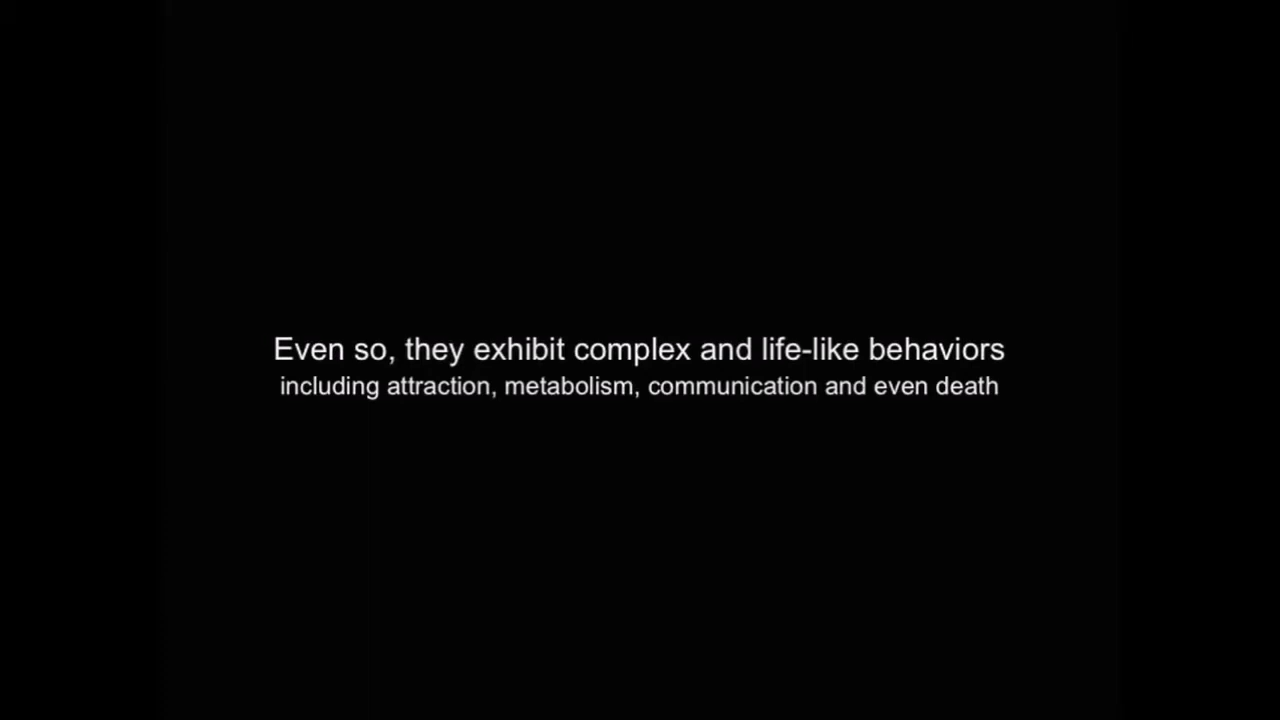 Even so, they exhibit complex and life-like behaviors
including attraction, metabolism, communication and even death